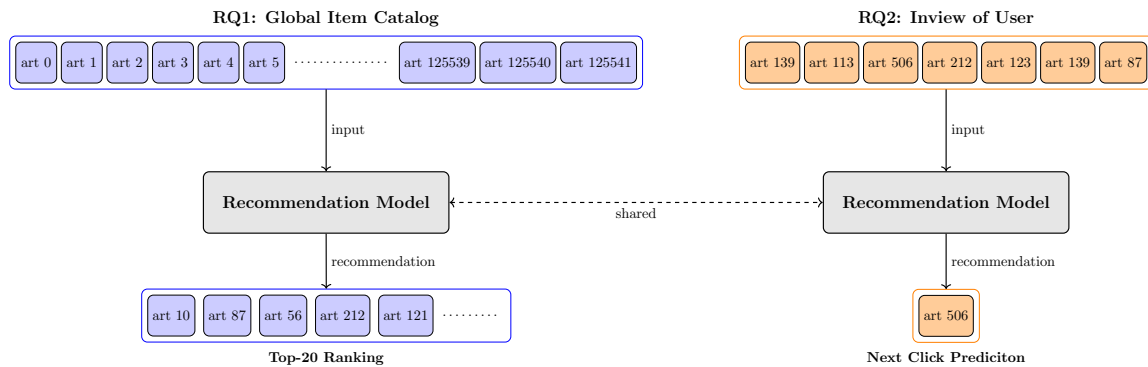 RQ1: Global Item Catalog
RQ2: Inview of User
art 0 art 1 art 2 art 3 art 4 art 5 ............... art 125539 art 125540 art 125541
art 139 art 113 art 506 art 212 art 123 art 139 art 87
input
input
Recommendation Model
Recommendation Model
shared
recommendation
recommendation
art 10 art 87 art 56 art 212 art 121 .........
art 506
Top-20 Ranking
Next Click Prediciton